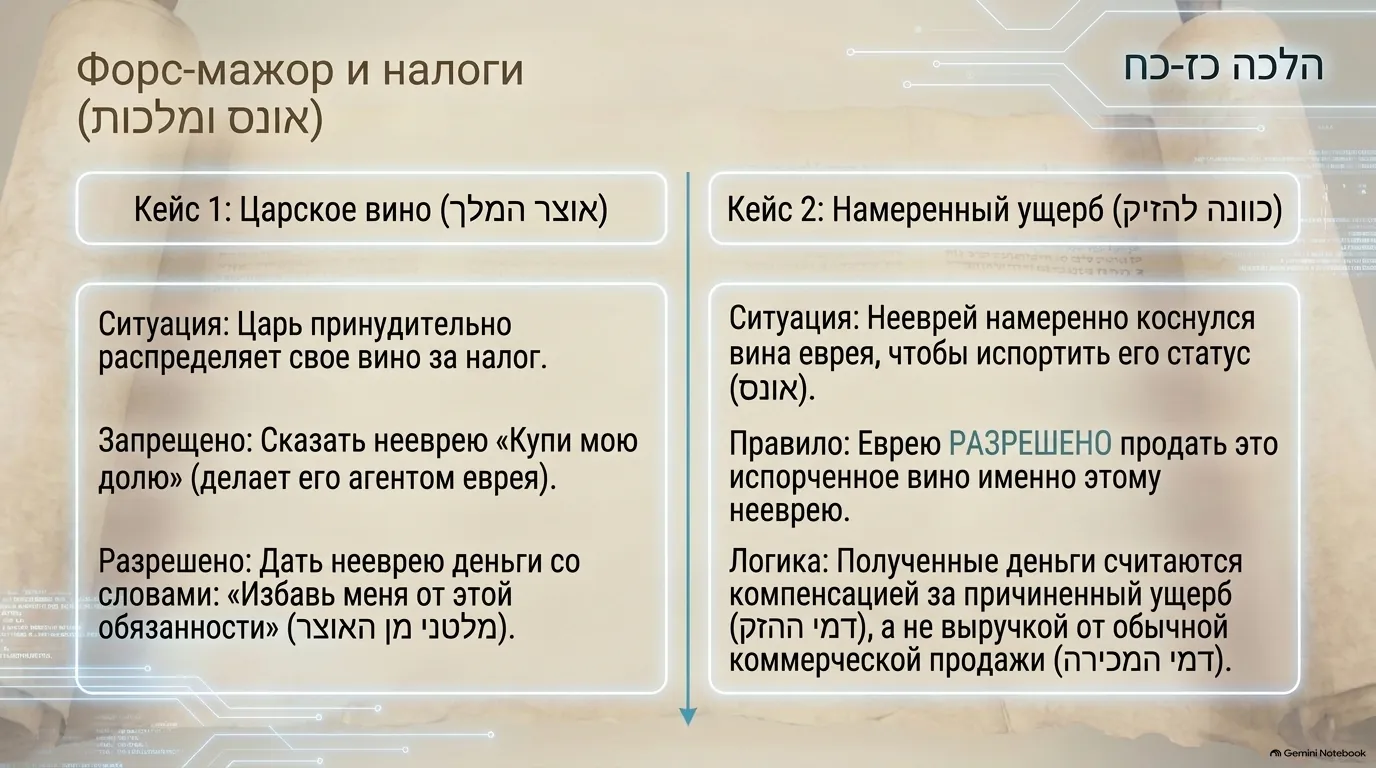 Форс-мажор и налоги
(אונס ומלכות)
הלכה כז-כח
Кейс 1: Царское вино (אוצר המלך)
Ситуация: Царь принудительно
распределяет свое вино за налог.
Запрещено: Сказать нееврею «Купи мою
долю» (делает его агентом еврея).
Разрешено: Дать нееврею деньги со
словами: «Избавь меня от этой
обязанности» (מלטני מן האוצר).
Кейс 2: Намеренный ущерб (כוונה להזיק)
Ситуация: Нееврей намеренно коснулся
вина еврея, чтобы испортить его статус
(אונס).
Правило: Еврею РАЗРЕШЕНО продать это
испорченное вино именно этому
нееврею.
Логика: Полученные деньги считаются
компенсацией за причиненный ущерб
(דמי ההזק), а не выручкой от обычной
коммерческой продажи (דמי המכירה).
Gemini Notebook